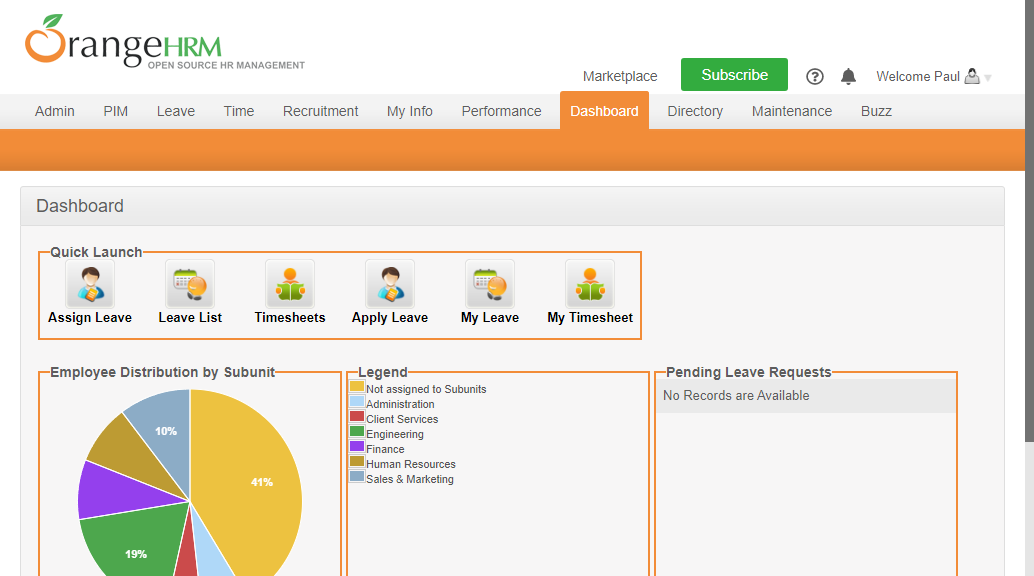 OrangeHRM
OPEN SOURCE HR MANAGEMENT
Marketplace Subscribe ? Welcome Paul
Admin PIM Leave Time Recruitment My Info Performance Dashboard Directory Maintenance Buzz
Dashboard
Quick Launch
Assign Leave Leave List Timesheets Apply Leave My Leave My Timesheet
Employee Distribution by Subunit
10%
41%
19%
Legend
Not assigned to Subunits
Administration
Client Services
Engineering
Finance
Human Resources
Sales & Marketing
Pending Leave Requests
No Records are Available